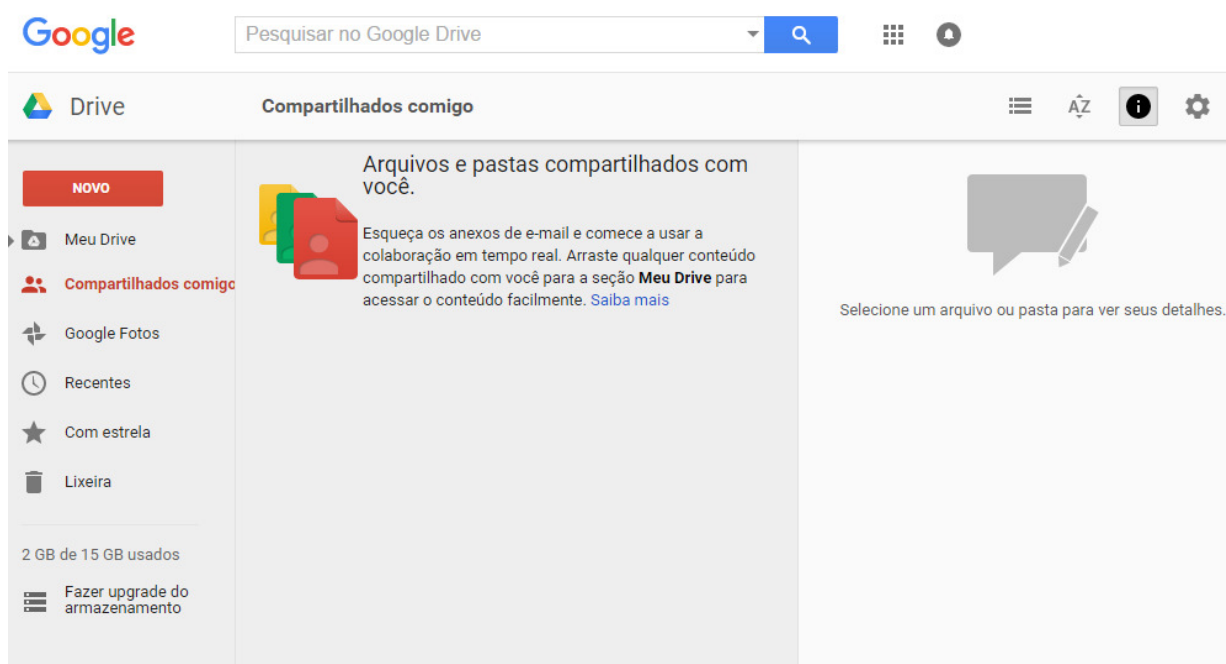 Google
Pesquisar no Google Drive
Drive
Compartilhados comigo
AZ
NOVO
Meu Drive
Compartilhados comigo
Google Fotos
Recentes
Com estrela
Lixeira
2 GB de 15 GB usados
Fazer upgrade do
armazenamento
Arquivos e pastas compartilhados com
você.
Esqueça os anexos de e-mail e comece a usar a
colaboração em tempo real. Arraste qualquer conteúdo
compartilhado com você para a seção Meu Drive para
acessar o conteúdo facilmente. Saiba mais
Selecione um arquivo ou pasta para ver seus detalhes.